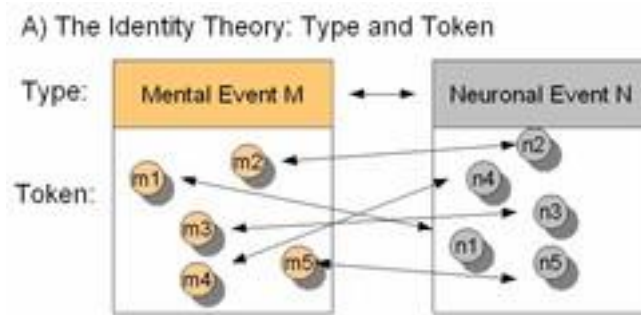 A) The Identity Theory: Type and Token
Type: Mental Event M Neuronal Event N
n2
m2
m1 n4
Token:
m3 n3
n1
m5 n5
m4